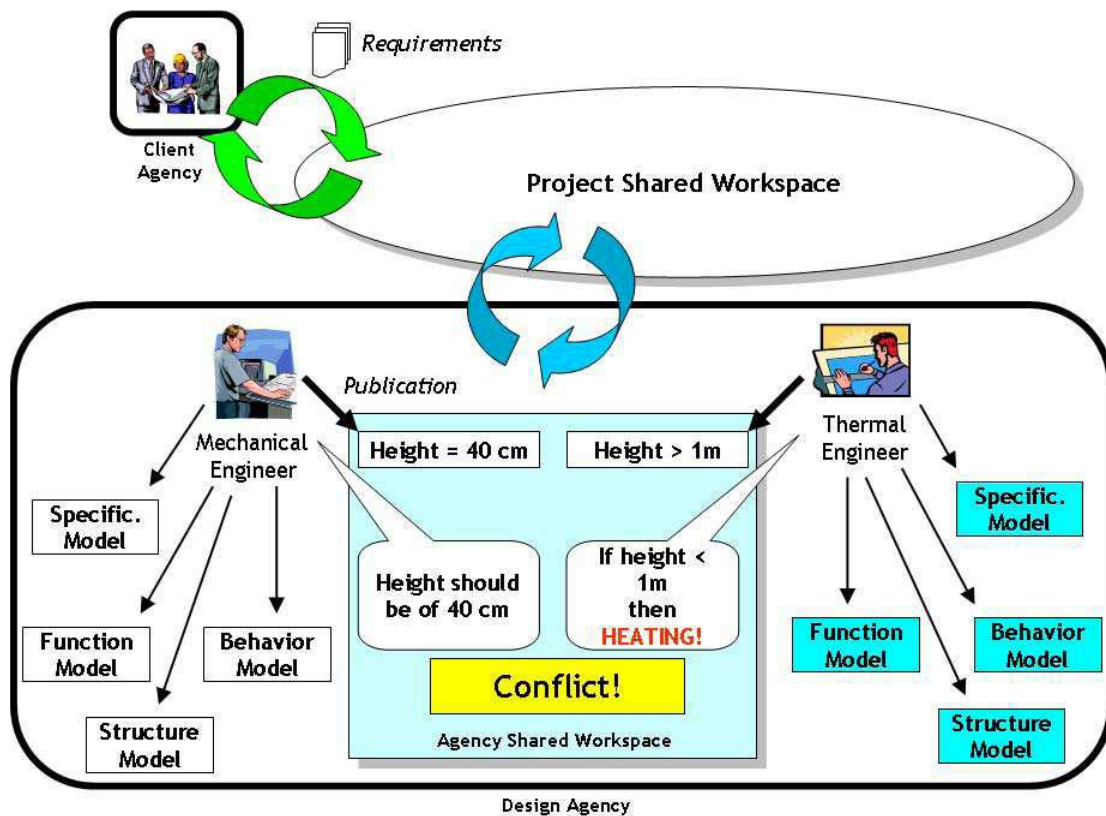 Requirements
Client
Agency
Project Shared Workspace
Publication
Mechanical
Engineer
Height = 40 cm
Height > 1m
Thermal
Engineer
Specific.
Model
Specific.
Model
Height should
be of 40 cm
If height <
1m
then
HEATING!
Function
Model
Behavior
Model
Function
Model
Behavior
Model
Conflict!
Structure
Model
Agency Shared Workspace
Structure
Model
Design Agency